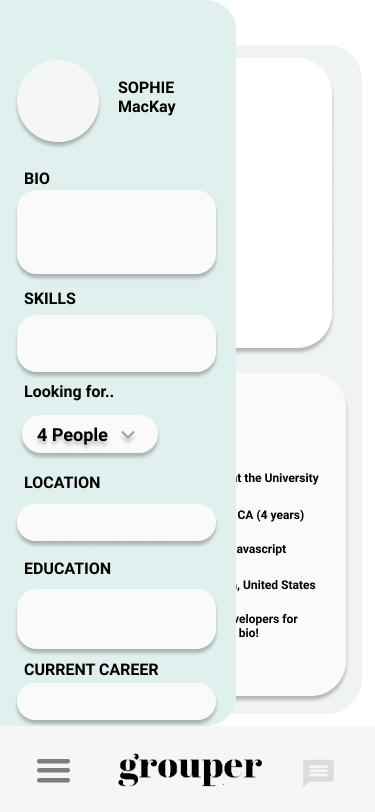 SOPHIE
MacKay
BIO
SKILLS
Looking for..
4 People
LOCATION
EDUCATION
CURRENT CAREER
at the University
CA (4 years)
avascript
, United States
velopers for
bio!
grouper